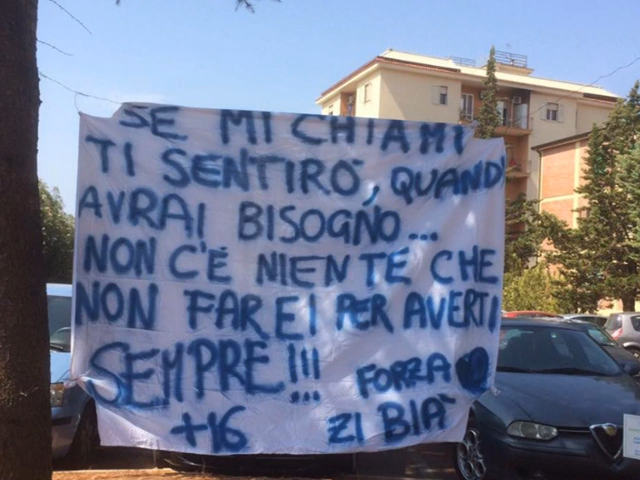 SE MI CHIAMI
TI SENTIRÒ, QUANDO
AVRAI BISOGNO...
NON C'È NIENTE CHE
NON FAREI PER AVERTI
SEMPRE!!!
FORZA
+16 ZI BIÀ